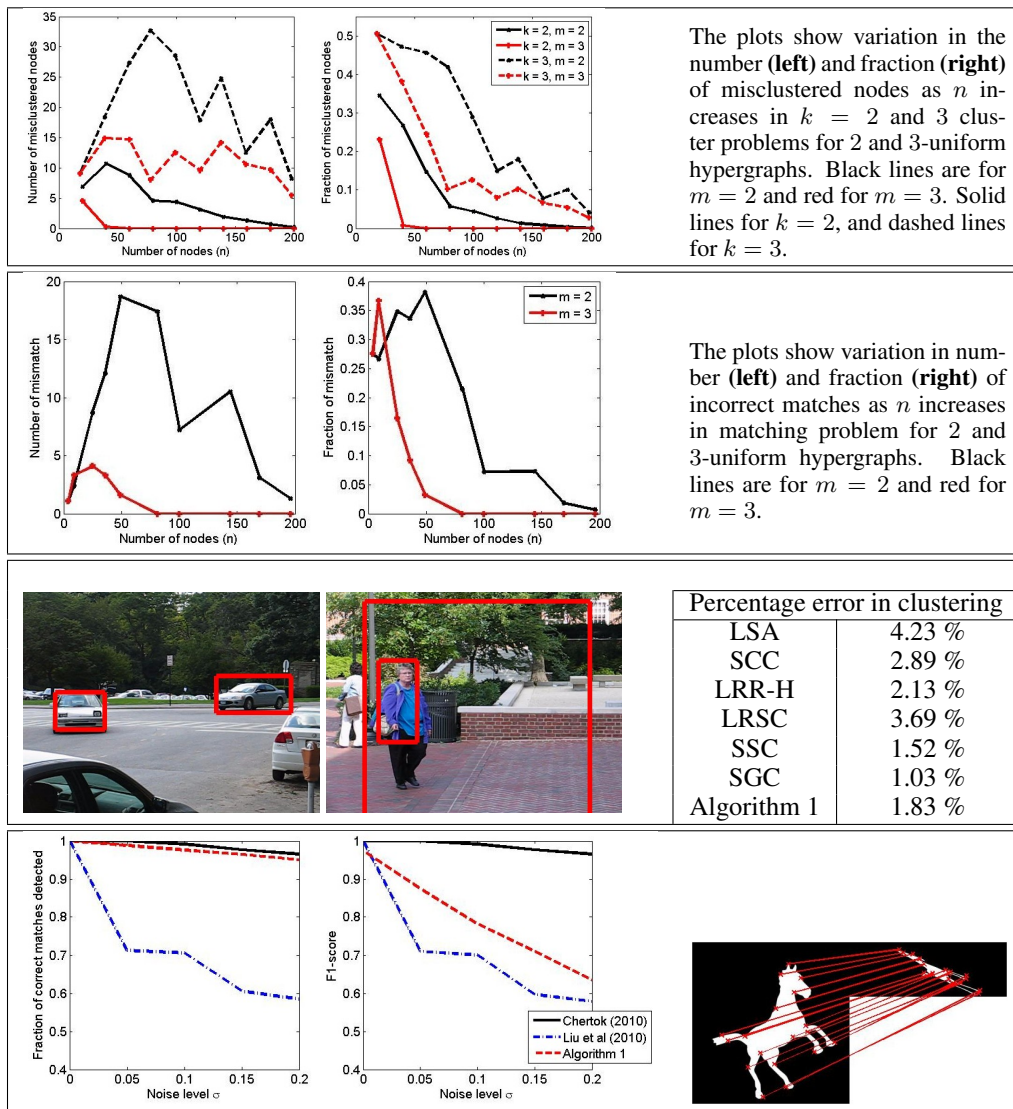 35
30
25
20
15
10
5
0
0 50 100 150 200
Number of misclustered nodes
Number of nodes (n)
0.5
0.4
0.3
0.2
0.1
0
0 50 100 150 200
Fraction of misclustered nodes
Number of nodes (n)
k = 2, m = 2
k = 2, m = 3
k = 3, m = 2
k = 3, m = 3
The plots show variation in the
number (left) and fraction (right)
of misclustered nodes as n in-
creases in k = 2 and 3 clus-
ter problems for 2 and 3-uniform
hypergraphs. Black lines are for
m = 2 and red for m = 3. Solid
lines for k = 2, and dashed lines
for k = 3.
20
15
10
5
0
0 50 100 150 200
Number of mismatch
Number of nodes (n)
0.4
0.35
0.3
0.25
0.2
0.15
0.1
0.05
0
0 50 100 150 200
Fraction of mismatch
Number of nodes (n)
m = 2
m = 3
The plots show variation in num-
ber (left) and fraction (right) of
incorrect matches as n increases
in matching problem for 2 and
3-uniform hypergraphs. Black
lines are for m = 2 and red for
m = 3.
Percentage error in clustering
LSA 4.23 %
SCC 2.89 %
LRR-H 2.13 %
LRSC 3.69 %
SSC 1.52 %
SGC 1.03 %
Algorithm 1 1.83 %
1
0.9
0.8
0.7
0.6
0.5
0.4
0 0.05 0.1 0.15 0.2
Fraction of correct matches detected
Noise level σ
1
0.9
0.8
0.7
0.6
0.5
0.4
0 0.05 0.1 0.15 0.2
F1-score
Noise level σ
Chertok (2010)
Liu et al (2010)
Algorithm 1